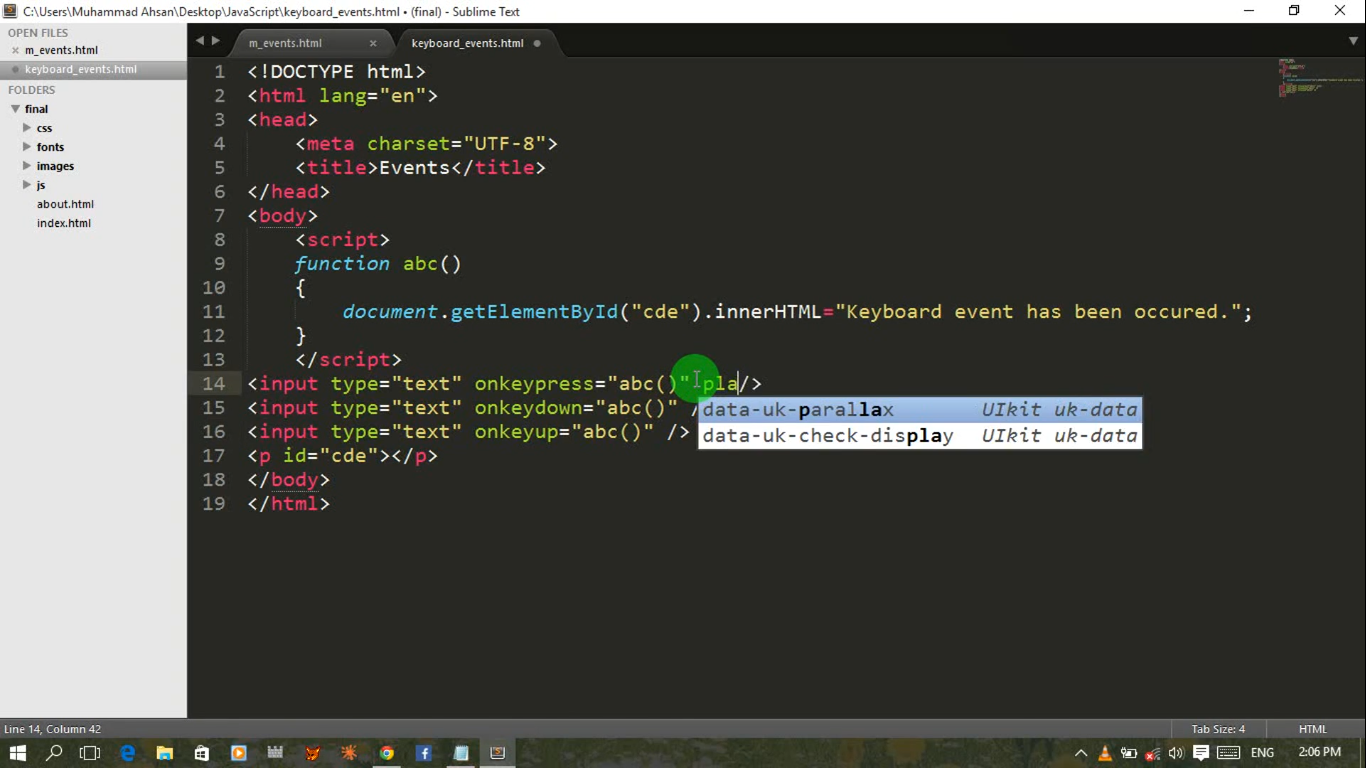 C:\Users\Muhammad Ahsan\Desktop\JavaScript\keyboard_events.html • (final) - Sublime Text
OPEN FILES
m_events.html
keyboard_events.html
FOLDERS
final
css
fonts
images
js
about.html
index.html
m_events.html
keyboard_events.html
1 <!DOCTYPE html>
2 <html lang="en">
3 <head>
4 <meta charset="UTF-8">
5 <title>Events</title>
6 </head>
7 <body>
8 <script>
9 function abc()
10 {
11 document.getElementById("cde").innerHTML="Keyboard event has been occured.";
12 }
13 </script>
14 <input type="text" onkeypress="abc()" pla/>
15 <input type="text" onkeydown="abc()" /
16 <input type="text" onkeyup="abc()" />
17 <p id="cde"></p>
18 </body>
19 </html>
data-uk-parallax UIkit uk-data
data-uk-check-display UIkit uk-data
Line 14, Column 42
Tab Size: 4
HTML
ENG
2:06 PM